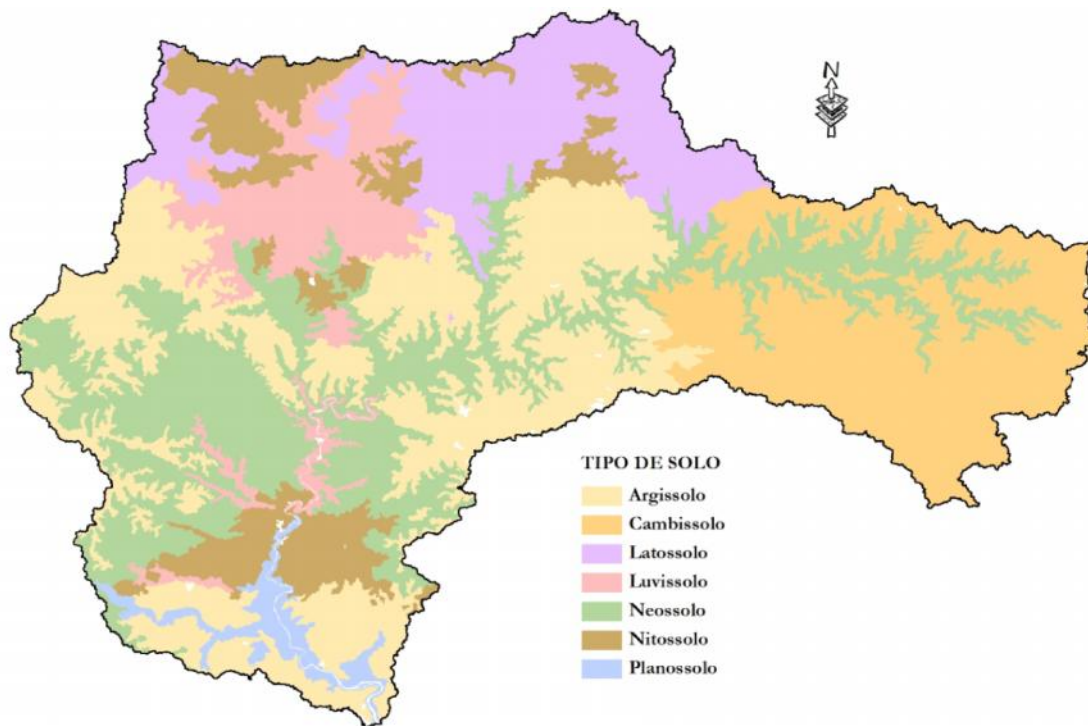 N
TIPO DE SOLO
Argissolo
Cambissolo
Latossolo
Luvissolo
Neossolo
Nitossolo
Planossolo